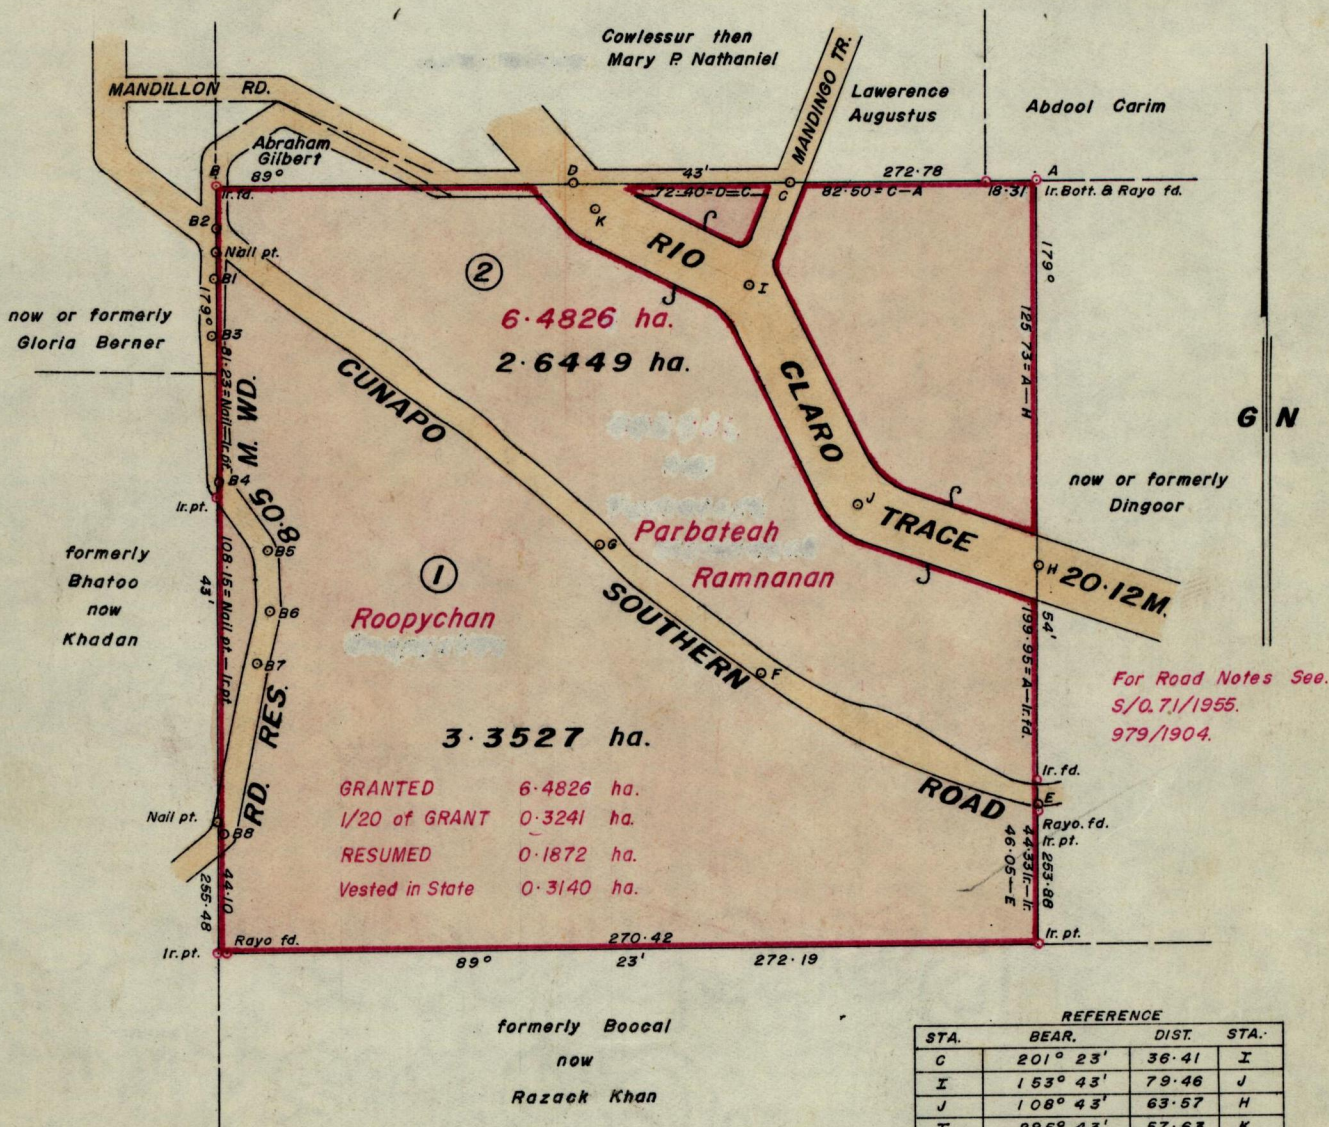 Cowlessur then
Mary P. Nathaniel
MANDINGO TR.
Lawerence
Augustus
Abdool Carim
MANDILLON RD.
Abraham
Gilbert
B
89°
D
43'
C
272·78
A
Ir. fd.
72·40=D=C
82·50=C-A
18·31
Ir. Bott. & Rayo fd.
B2
K
Nail pt.
B1
179°
RIO
I
179°
2
6·4826 ha.
2·6449 ha.
now or formerly
Gloria Berner
B3
81·23=Nail=Ir.pt
125·73=A-H
CUNAPO
CLARO
G N
M. WD.
B4
Ir. pt.
8·05
J
TRACE
now or formerly
Dingoor
Parbateah
Ramnanan
G
B5
H
20·12M.
formerly
Bhatoo
now
Khadan
43'
108·15=Nail pt.-Ir.pt.
1
Roopychan
B6
B7
SOUTHERN
F
54'
199·95=A-Ir.fd.
For Road Notes See.
S/O. 71/1955.
979/1904.
RES.
3·3527 ha.
Ir. fd.
GRANTED 6·4826 ha.
1/20 of GRANT 0·3241 ha.
RESUMED 0·1872 ha.
Vested in State 0·3140 ha.
RD.
ROAD
E
Rayo. fd.
Ir. pt.
Nail pt.
B8
44·10
255·48
46·05-E
44·33Ir.-Ir.
253·88
Ir. pt.
Rayo fd.
270·42
Ir. pt.
89° 23' 272·19
formerly Boocal
now
Razack Khan
REFERENCE
STA. BEAR. DIST. STA.
C 201° 23' 36·41 I
I 153° 43' 79·46 J
J 108° 43' 63·57 H
57·63 K